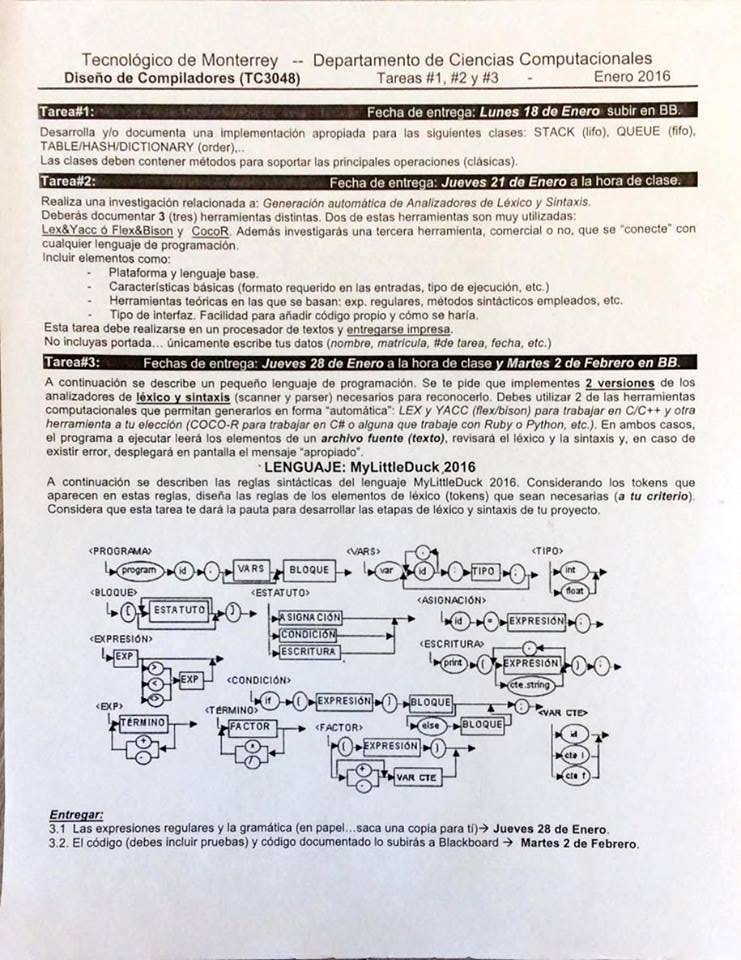 Tecnológico de Monterrey -- Departamento de Ciencias Computacionales
Diseño de Compiladores (TC3048) Tareas #1, #2 y #3 - Enero 2016
Tarea#1: Fecha de entrega: Lunes 18 de Enero subir en BB.
Desarrolla y/o documenta una implementación apropiada para las siguientes clases: STACK (lifo), QUEUE (fifo),
TABLE/HASH/DICTIONARY (order),..
Las clases deben contener métodos para soportar las principales operaciones (clásicas).
Tarea#2: Fecha de entrega: Jueves 21 de Enero a la hora de clase.
Realiza una investigación relacionada a: Generación automática de Analizadores de Léxico y Sintaxis.
Deberás documentar 3 (tres) herramientas distintas. Dos de estas herramientas son muy utilizadas:
Lex&Yacc ó Flex&Bison y CocoR. Además investigarás una tercera herramienta, comercial o no, que se "conecte" con
cualquier lenguaje de programación.
Incluir elementos como:
- Plataforma y lenguaje base.
- Características básicas (formato requerido en las entradas, tipo de ejecución, etc.)
- Herramientas teóricas en las que se basan: exp. regulares, métodos sintácticos empleados, etc.
- Tipo de interfaz. Facilidad para añadir código propio y cómo se haría.
Esta tarea debe realizarse en un procesador de textos y entregarse impresa.
No incluyas portada... únicamente escribe tus datos (nombre, matrícula, #de tarea, fecha, etc.)
Tarea#3: Fechas de entrega: Jueves 28 de Enero a la hora de clase y Martes 2 de Febrero en BB.
A continuación se describe un pequeño lenguaje de programación. Se te pide que implementes 2 versiones de los
analizadores de léxico y sintaxis (scanner y parser) necesarios para reconocerlo. Debes utilizar 2 de las herramientas
computacionales que permitan generarlos en forma "automática": LEX y YACC (flex/bison) para trabajar en C/C++ y otra
herramienta a tu elección (COCO-R para trabajar en C# o alguna que trabaje con Ruby o Python, etc.). En ambos casos,
el programa a ejecutar leerá los elementos de un archivo fuente (texto), revisará el léxico y la sintaxis y, en caso de
existir error, desplegará en pantalla el mensaje "apropiado".
LENGUAJE: MyLittleDuck 2016
A continuación se describen las reglas sintácticas del lenguaje MyLittleDuck 2016. Considerando los tokens que
aparecen en estas reglas, diseña las reglas de los elementos de léxico (tokens) que sean necesarias (a tu criterio).
Considera que esta tarea te dará la pauta para desarrollar las etapas de léxico y sintaxis de tu proyecto.
<PROGRAMA> <VARS> <TIPO>
program id : VARS BLOQUE var id : TIPO ; int
float
<BLOQUE> <ESTATUTO> <ASIGNACIÓN>
{ ESTATUTO } ASIGNACIÓN id = EXPRESIÓN ;
CONDICIÓN
ESCRITURA
<EXPRESIÓN> <ESCRITURA>
EXP > < <> EXP print ( EXPRESIÓN ) ;
cte.string
<CONDICIÓN>
if ( EXPRESIÓN ) BLOQUE ;
else BLOQUE
<EXP> <TÉRMINO> <FACTOR> <VAR CTE>
TÉRMINO FACTOR ( EXPRESIÓN ) id
+ * + cte i
- / - VAR CTE cte f
Entregar:
3.1 Las expresiones regulares y la gramática (en papel...saca una copia para tí)→ Jueves 28 de Enero.
3.2. El código (debes incluir pruebas) y código documentado lo subirás a Blackboard → Martes 2 de Febrero.